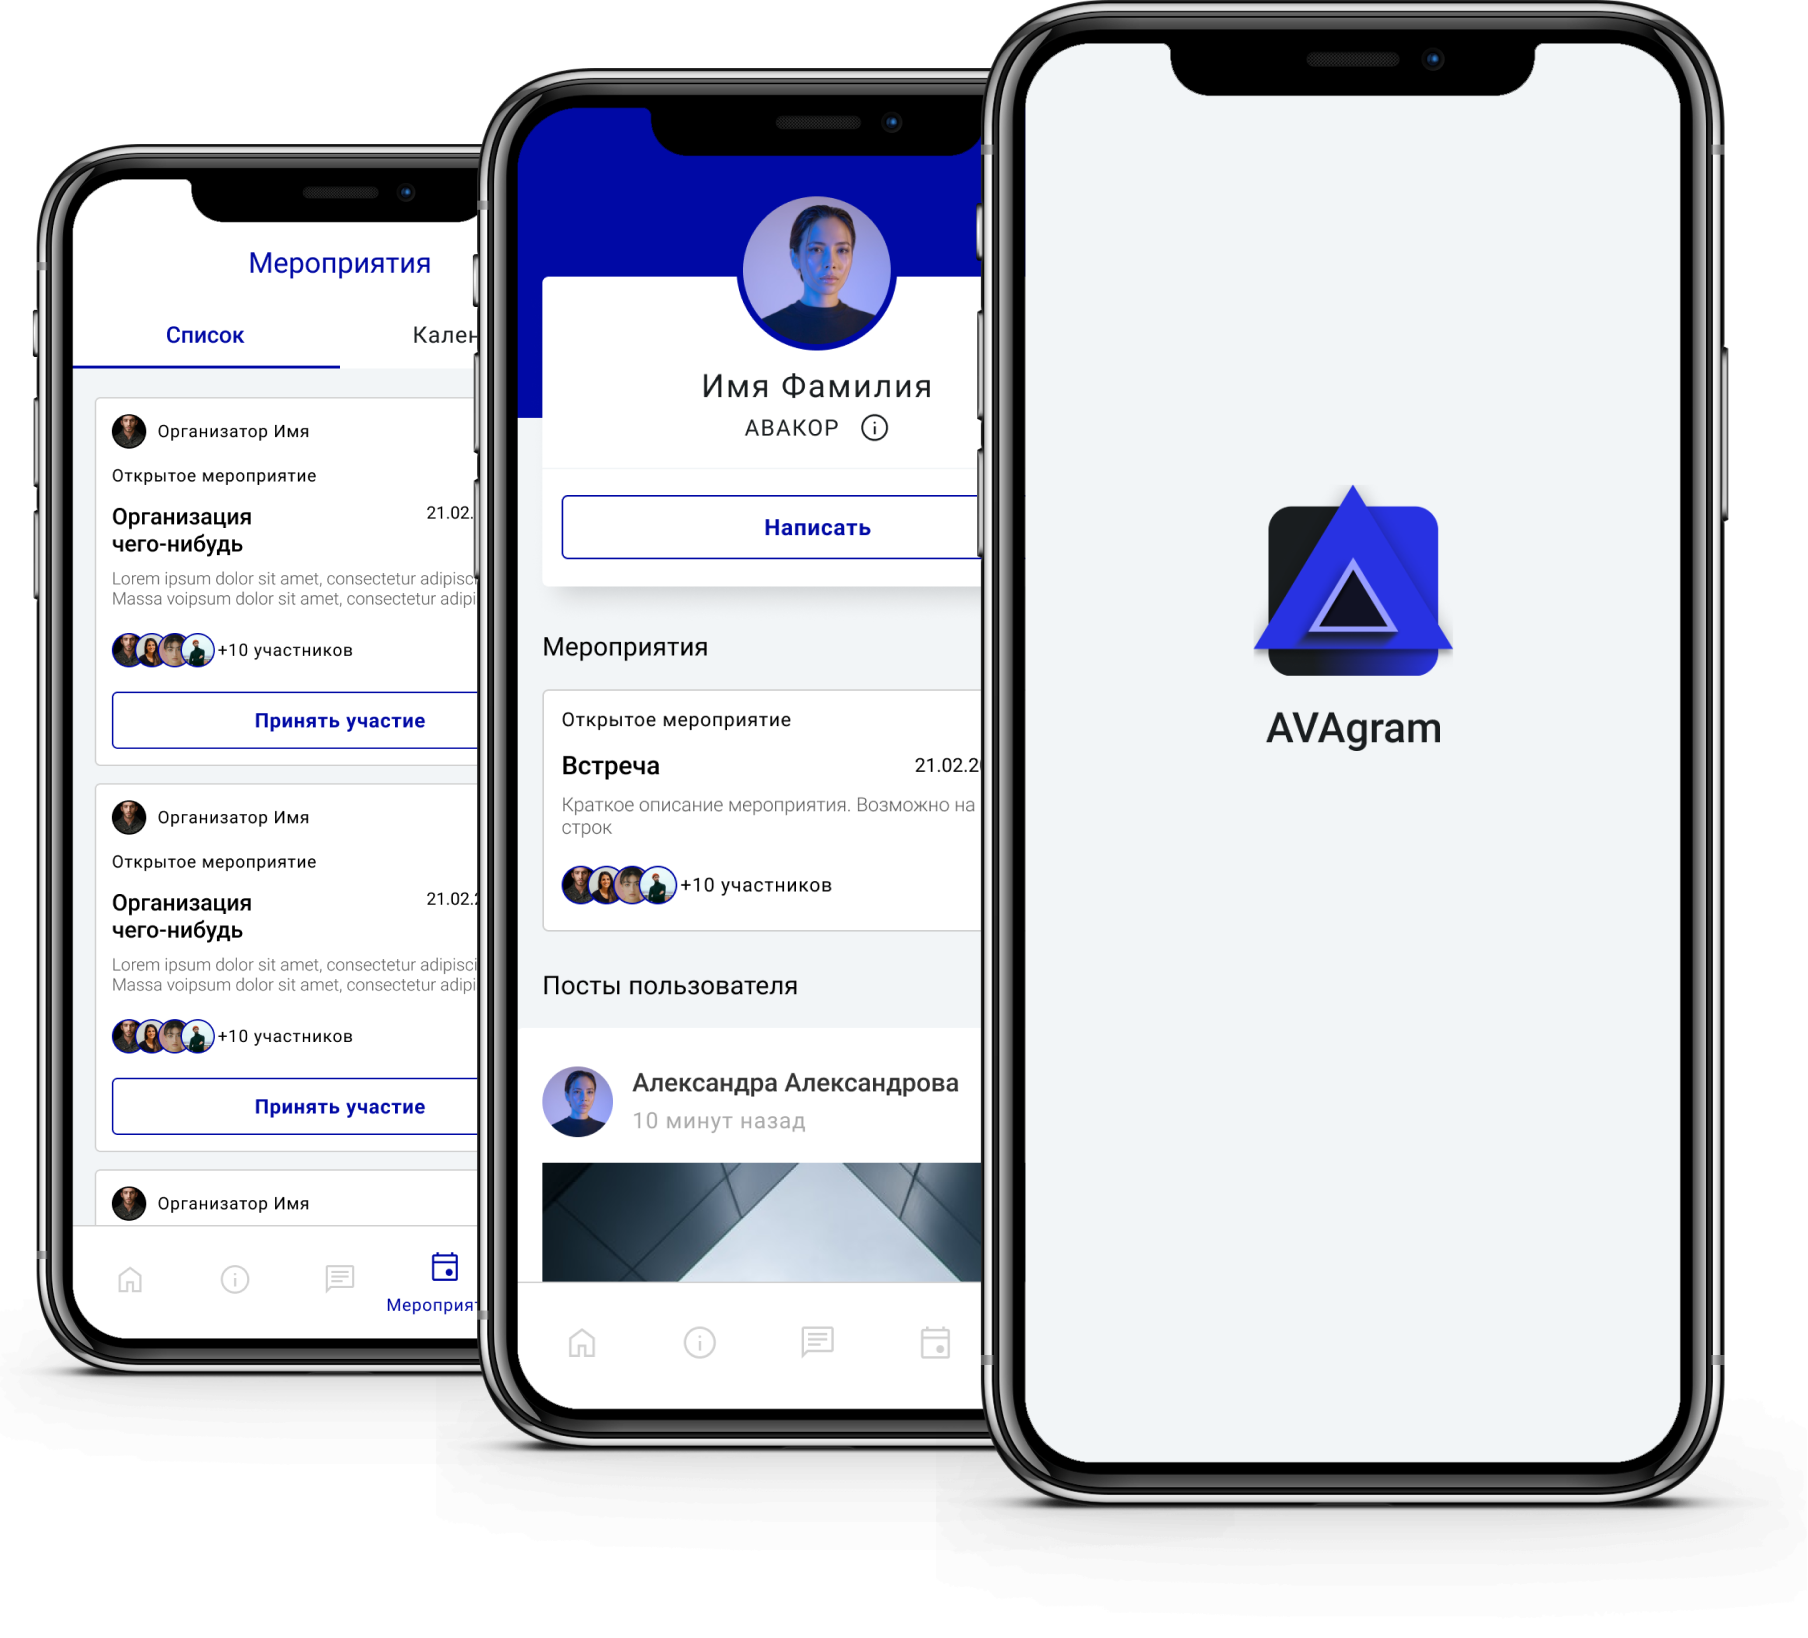 Мероприятия
Список
Организатор Имя
Открытое мероприятие
Организация
21.02.
чего-нибудь
Lorem ipsum dolor sit amet, consectetur adipisc
Massa voipsum dolor sit amet, consectetur adipi
+10 участников
Принять участие
Организатор Имя
Открытое мероприятие
Организация
21.02.
чего-нибудь
Lorem ipsum dolor sit amet, consectetur adipisci
Massa voipsum dolor sit amet, consectetur adipi
+10 участников
Принять участие
Организатор Имя
Мероприя
Имя Фамилия
АВАКОР
Написать
Мероприятия
Открытое мероприятие
Встреча
21.02.2
Краткое описание мероприятия. Возможно на
строк
+10 участников
Посты пользователя
Александра Александрова
10 минут назад
AVAgram